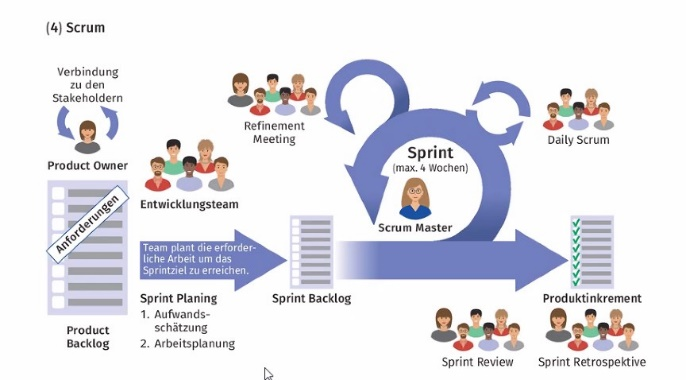 (4) Scrum
Verbindung
zu den
Stakeholdern
Product Owner
Anforderungen
Product
Backlog
Entwicklungsteam
Team plant die erforder-
liche Arbeit um das
Sprintziel zu erreichen.
Sprint Planing
1. Aufwands-
schätzung
2. Arbeitsplanung
Sprint Backlog
Refinement
Meeting
Sprint
(max. 4 Wochen)
Scrum Master
Daily Scrum
Produktinkrement
Sprint Review
Sprint Retrospektive